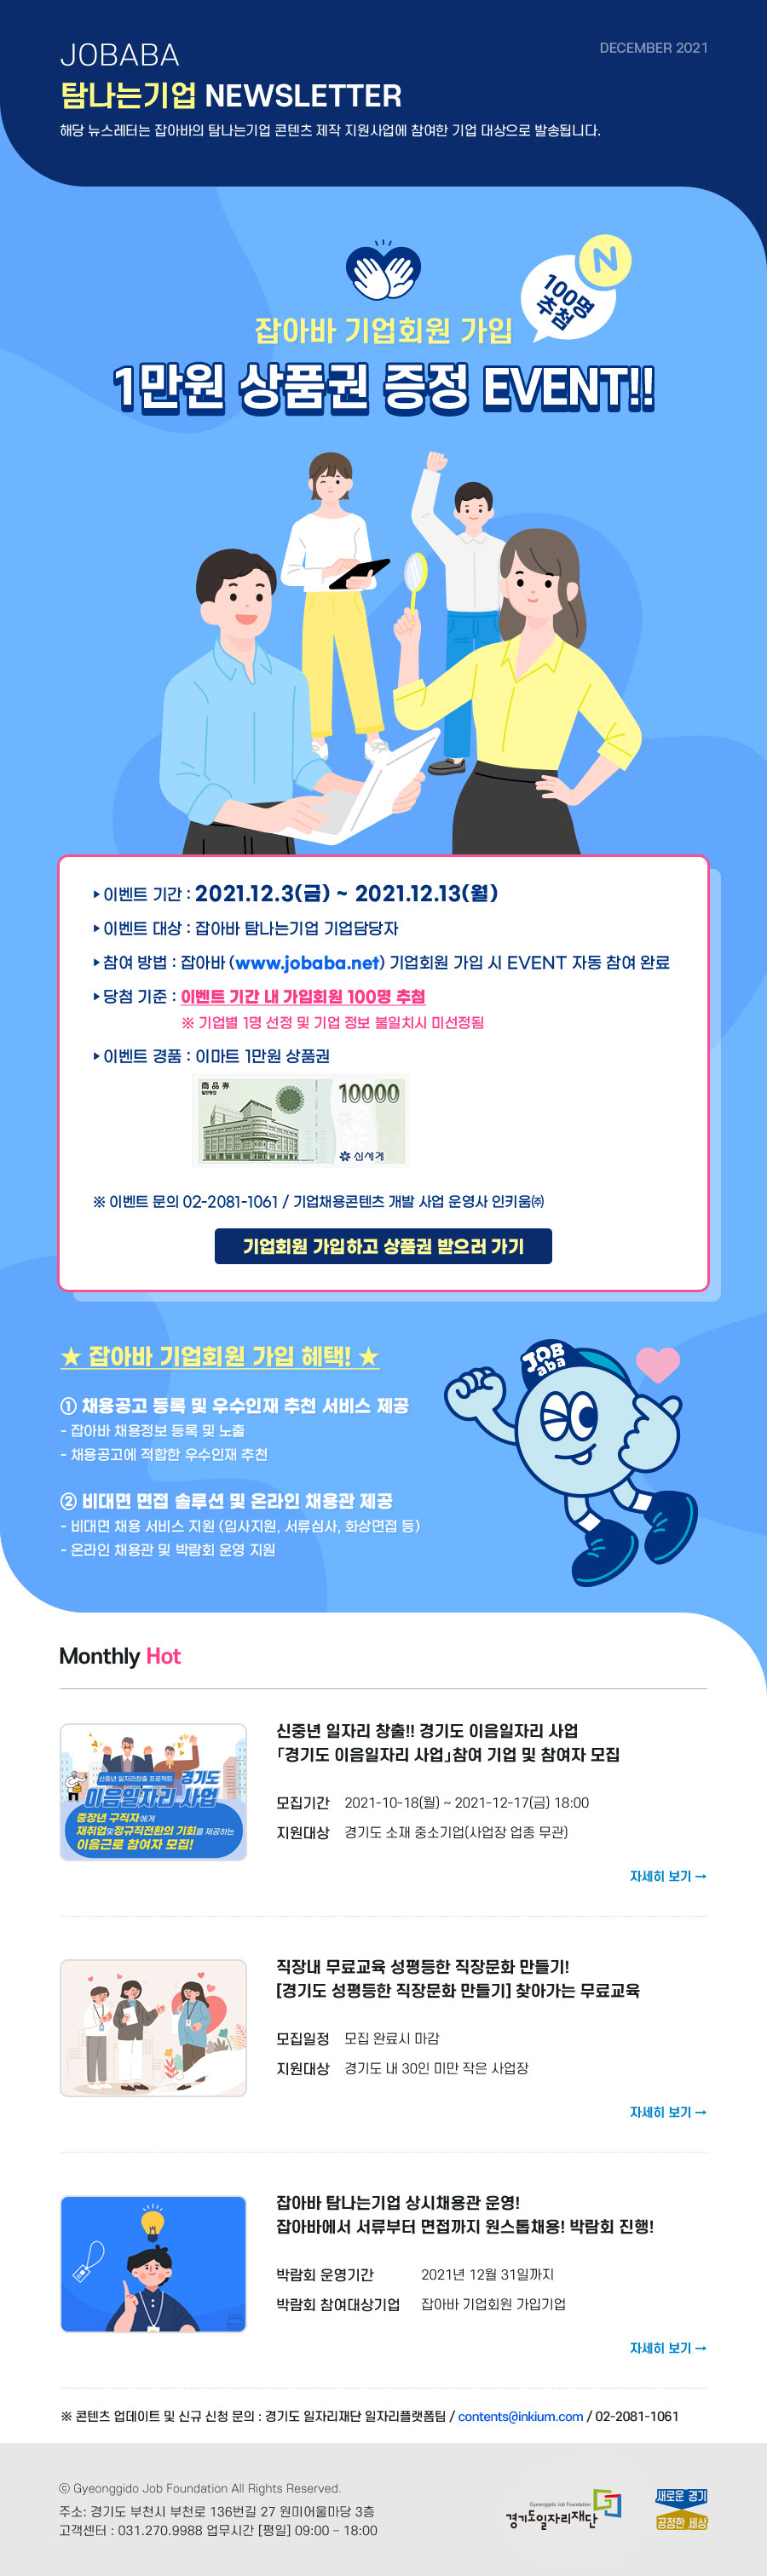 JOBABA
DECEMBER 2021
탐나는기업 NEWSLETTER
해당 뉴스레터는 잡아바의 탐나는기업 콘텐츠 제작 지원사업에 참여한 기업 대상으로 발송됩니다.
N
100명
추첨
잡아바 기업회원 가입
1만원 상품권 증정 EVENT!!
▶이벤트 기간 : 2021.12.3(금) ~ 2021.12.13(월)
▶이벤트 대상 : 잡아바 탐나는기업 기업담당자
▶참여 방법 : 잡아바 (www.jobaba.net) 기업회원 가입 시 EVENT 자동 참여 완료
▶당첨 기준 : 이벤트 기간 내 가입회원 100명 추첨
※ 기업별 1명 선정 및 기업 정보 불일치시 미선정됨
▶이벤트 경품 : 이마트 1만원 상품권
商品券
10000
신세계
※ 이벤트 문의 02-2081-1061 / 기업채용콘텐츠 개발 사업 운영사 인키움㈜
기업회원 가입하고 상품권 받으러 가기
★ 잡아바 기업회원 가입 혜택! ★
JOB
aba
① 채용공고 등록 및 우수인재 추천 서비스 제공
- 잡아바 채용정보 등록 및 노출
- 채용공고에 적합한 우수인재 추천
② 비대면 면접 솔루션 및 온라인 채용관 제공
- 비대면 채용 서비스 지원 (입사지원, 서류심사, 화상면접 등)
- 온라인 채용관 및 박람회 운영 지원
Monthly Hot
신중년 일자리창출 프로젝트 경기도
이음일자리 사업
중장년 구직자에게
재취업및정규직전환의 기회를 제공하는
이음근로 참여자 모집!
신중년 일자리 창출!! 경기도 이음일자리 사업
「경기도 이음일자리 사업」참여 기업 및 참여자 모집
모집기간 2021-10-18(월) ~ 2021-12-17(금) 18:00
지원대상 경기도 소재 중소기업(사업장 업종 무관)
자세히 보기 →
직장내 무료교육 성평등한 직장문화 만들기!
[경기도 성평등한 직장문화 만들기] 찾아가는 무료교육
모집일정 모집 완료시 마감
지원대상 경기도 내 30인 미만 작은 사업장
자세히 보기 →
잡아바 탐나는기업 상시채용관 운영!
잡아바에서 서류부터 면접까지 원스톱채용! 박람회 진행!
박람회 운영기간 2021년 12월 31일까지
박람회 참여대상기업 잡아바 기업회원 가입기업
자세히 보기 →
※ 콘텐츠 업데이트 및 신규 신청 문의 : 경기도 일자리재단 일자리플랫폼팀 / contents@inkium.com / 02-2081-1061
ⓒ Gyeonggido Job Foundation All Rights Reserved.
주소: 경기도 부천시 부천로 136번길 27 원미어울마당 3층
고객센터 : 031.270.9988 업무시간 [평일] 09:00 – 18:00
Gyeonggido Job Foundation
경기도일자리재단
새로운 경기
공정한 세상